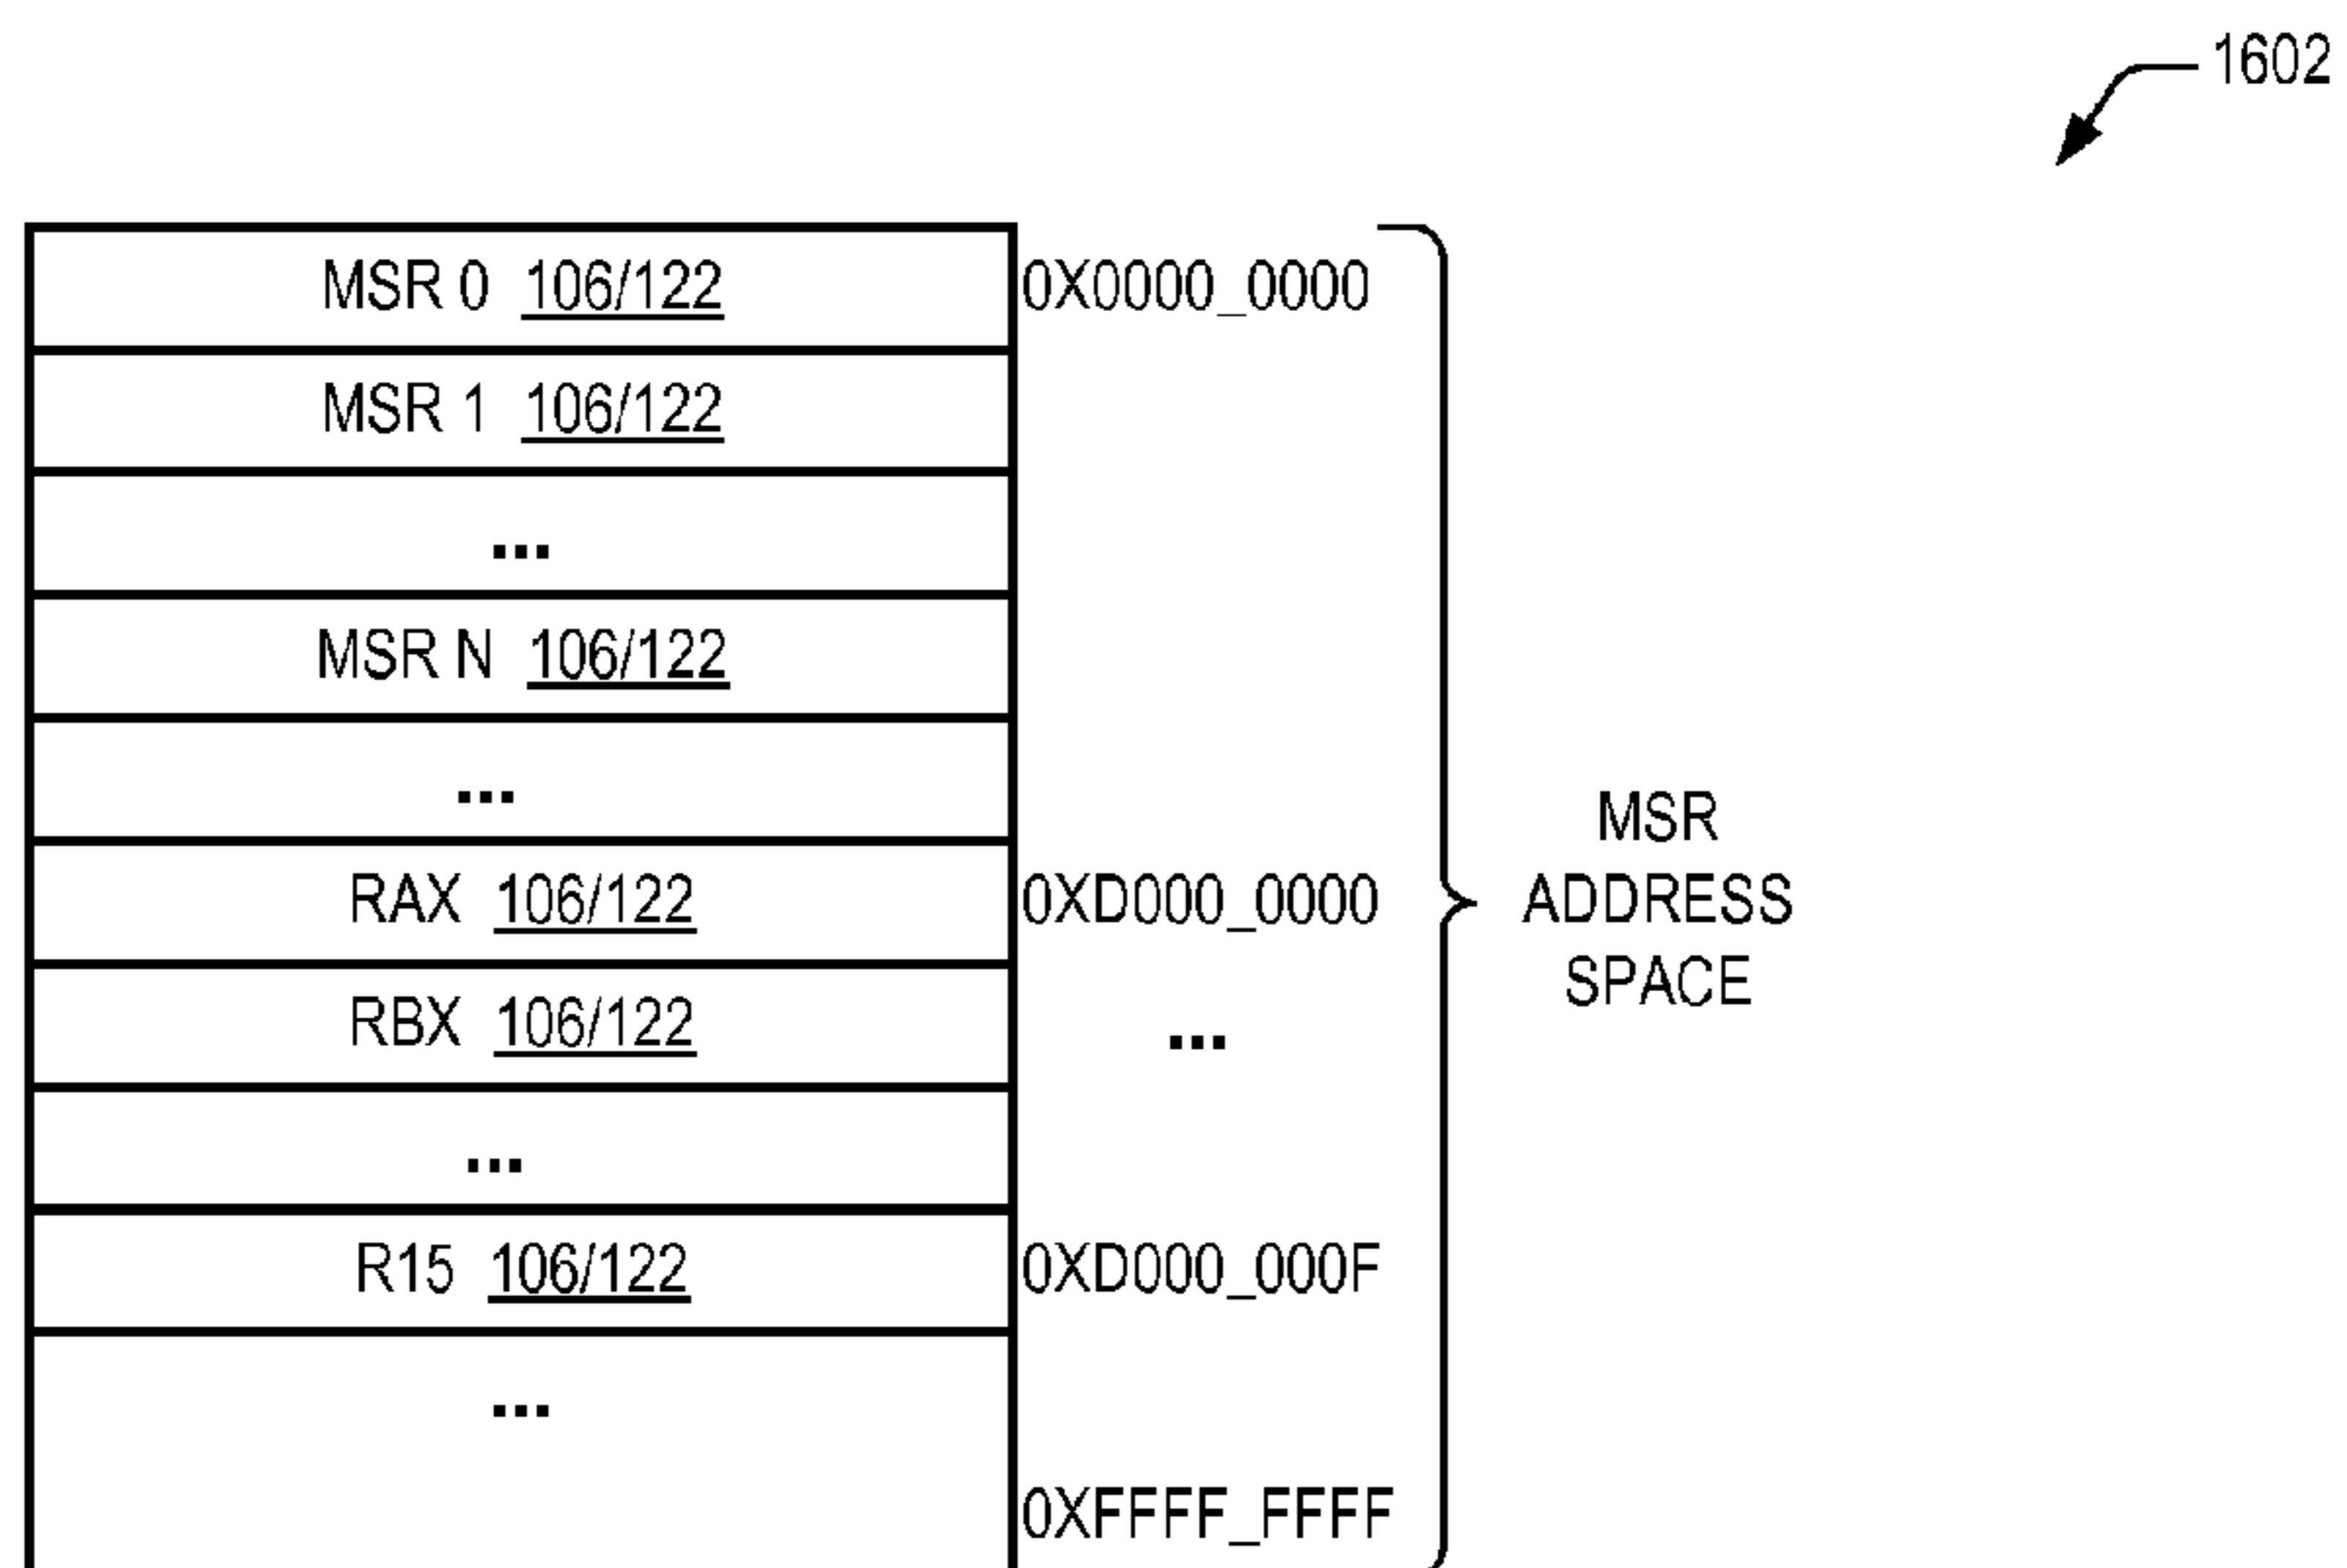 1602
MSR 0 106/122 0X0000_0000
MSR 1 106/122
...
MSR N 106/122
...
MSR
RAX 106/122 0XD000_0000 ADDRESS
SPACE
RBX 106/122 ...
...
R15 106/122 0XD000_000F
...
0XFFFF_FFFF